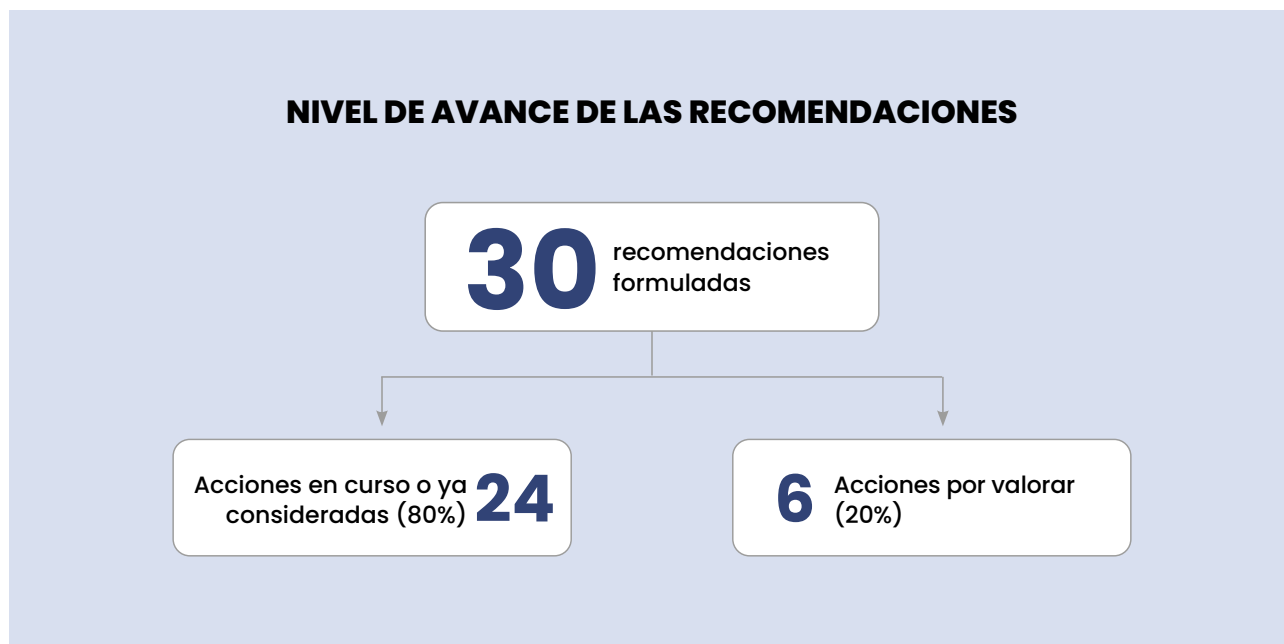 NIVEL DE AVANCE DE LAS RECOMENDACIONES
30 recomendaciones
formuladas
Acciones en curso o ya 24
consideradas (80%)
6 Acciones por valorar
(20%)